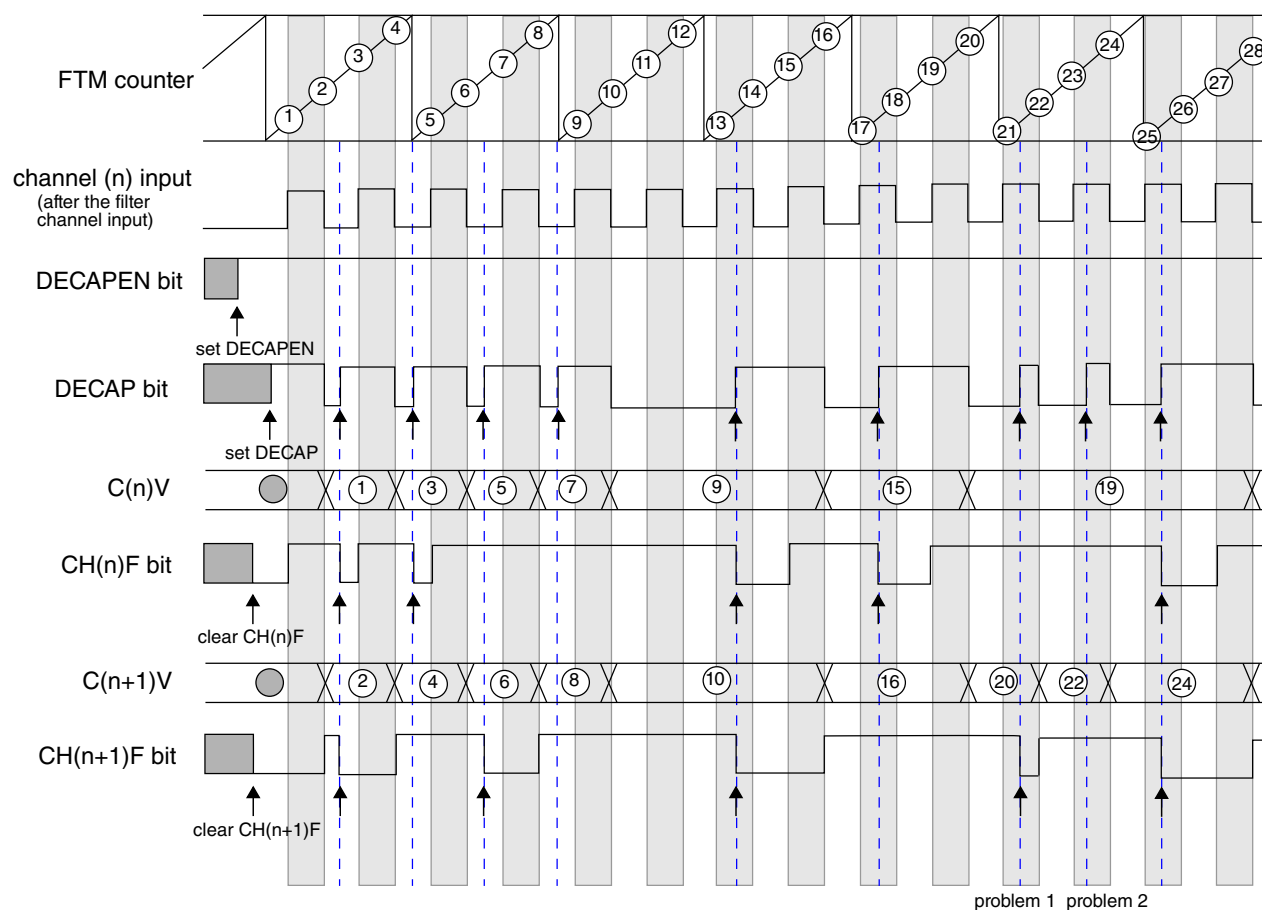 4 8 12 16 20 24 28
3 7 11 15 19 23 27
FTM counter
2 6 10 14 18 22 26
1 5 9 13 17 21 25
channel (n) input
(after the filter
channel input)
DECAPEN bit
set DECAPEN
DECAP bit
set DECAP
C(n)V 1 3 5 7 9 15 19
CH(n)F bit
clear CH(n)F
C(n+1)V 2 4 6 8 10 16 20 22 24
CH(n+1)F bit
clear CH(n+1)F
problem 1 problem 2